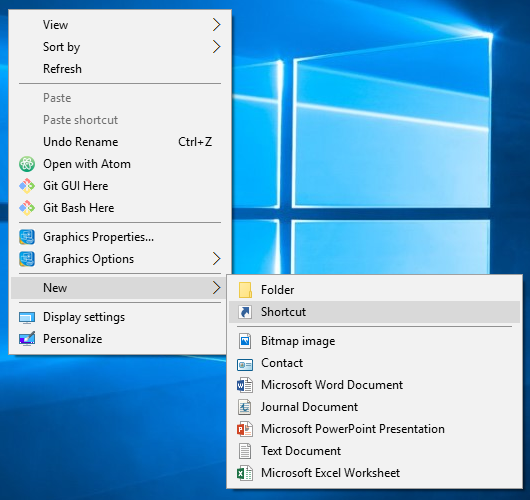 View
Sort by
Refresh
Paste
Paste shortcut
Undo Rename Ctrl+Z
Open with Atom
Git GUI Here
Git Bash Here
Graphics Properties...
Graphics Options
New
Display settings
Personalize
Folder
Shortcut
Bitmap image
Contact
Microsoft Word Document
Journal Document
Microsoft PowerPoint Presentation
Text Document
Microsoft Excel Worksheet